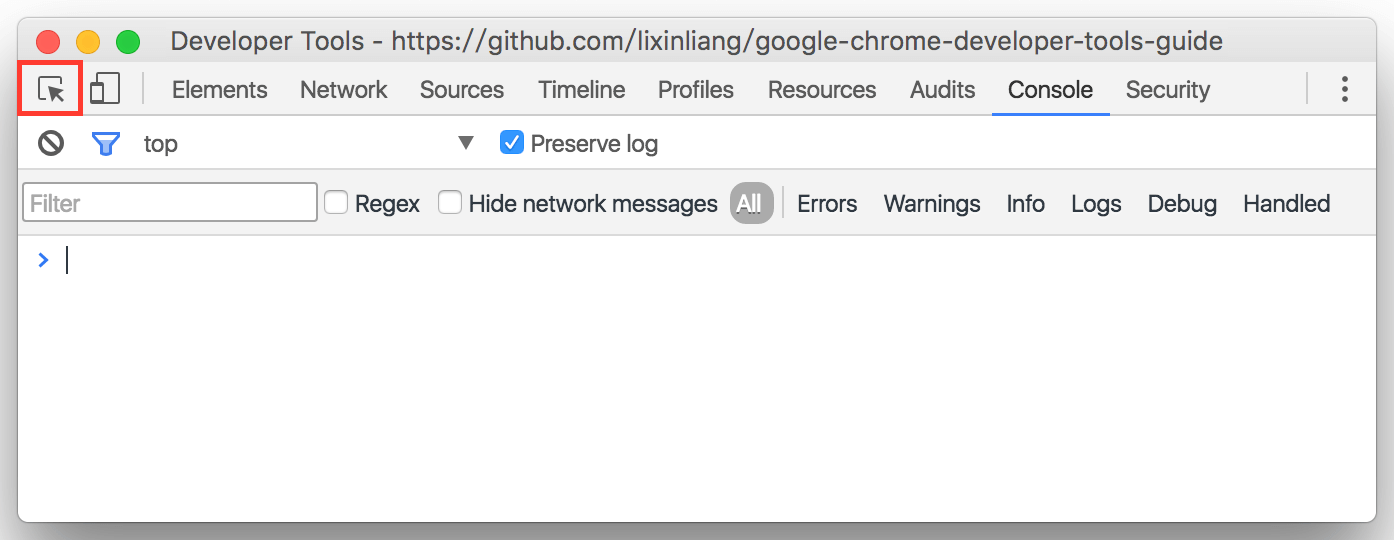 Developer Tools - https://github.com/lixinliang/google-chrome-developer-tools-guide
Elements Network Sources Timeline Profiles Resources Audits Console Security
top Preserve log
Filter Regex Hide network messages All Errors Warnings Info Logs Debug Handled